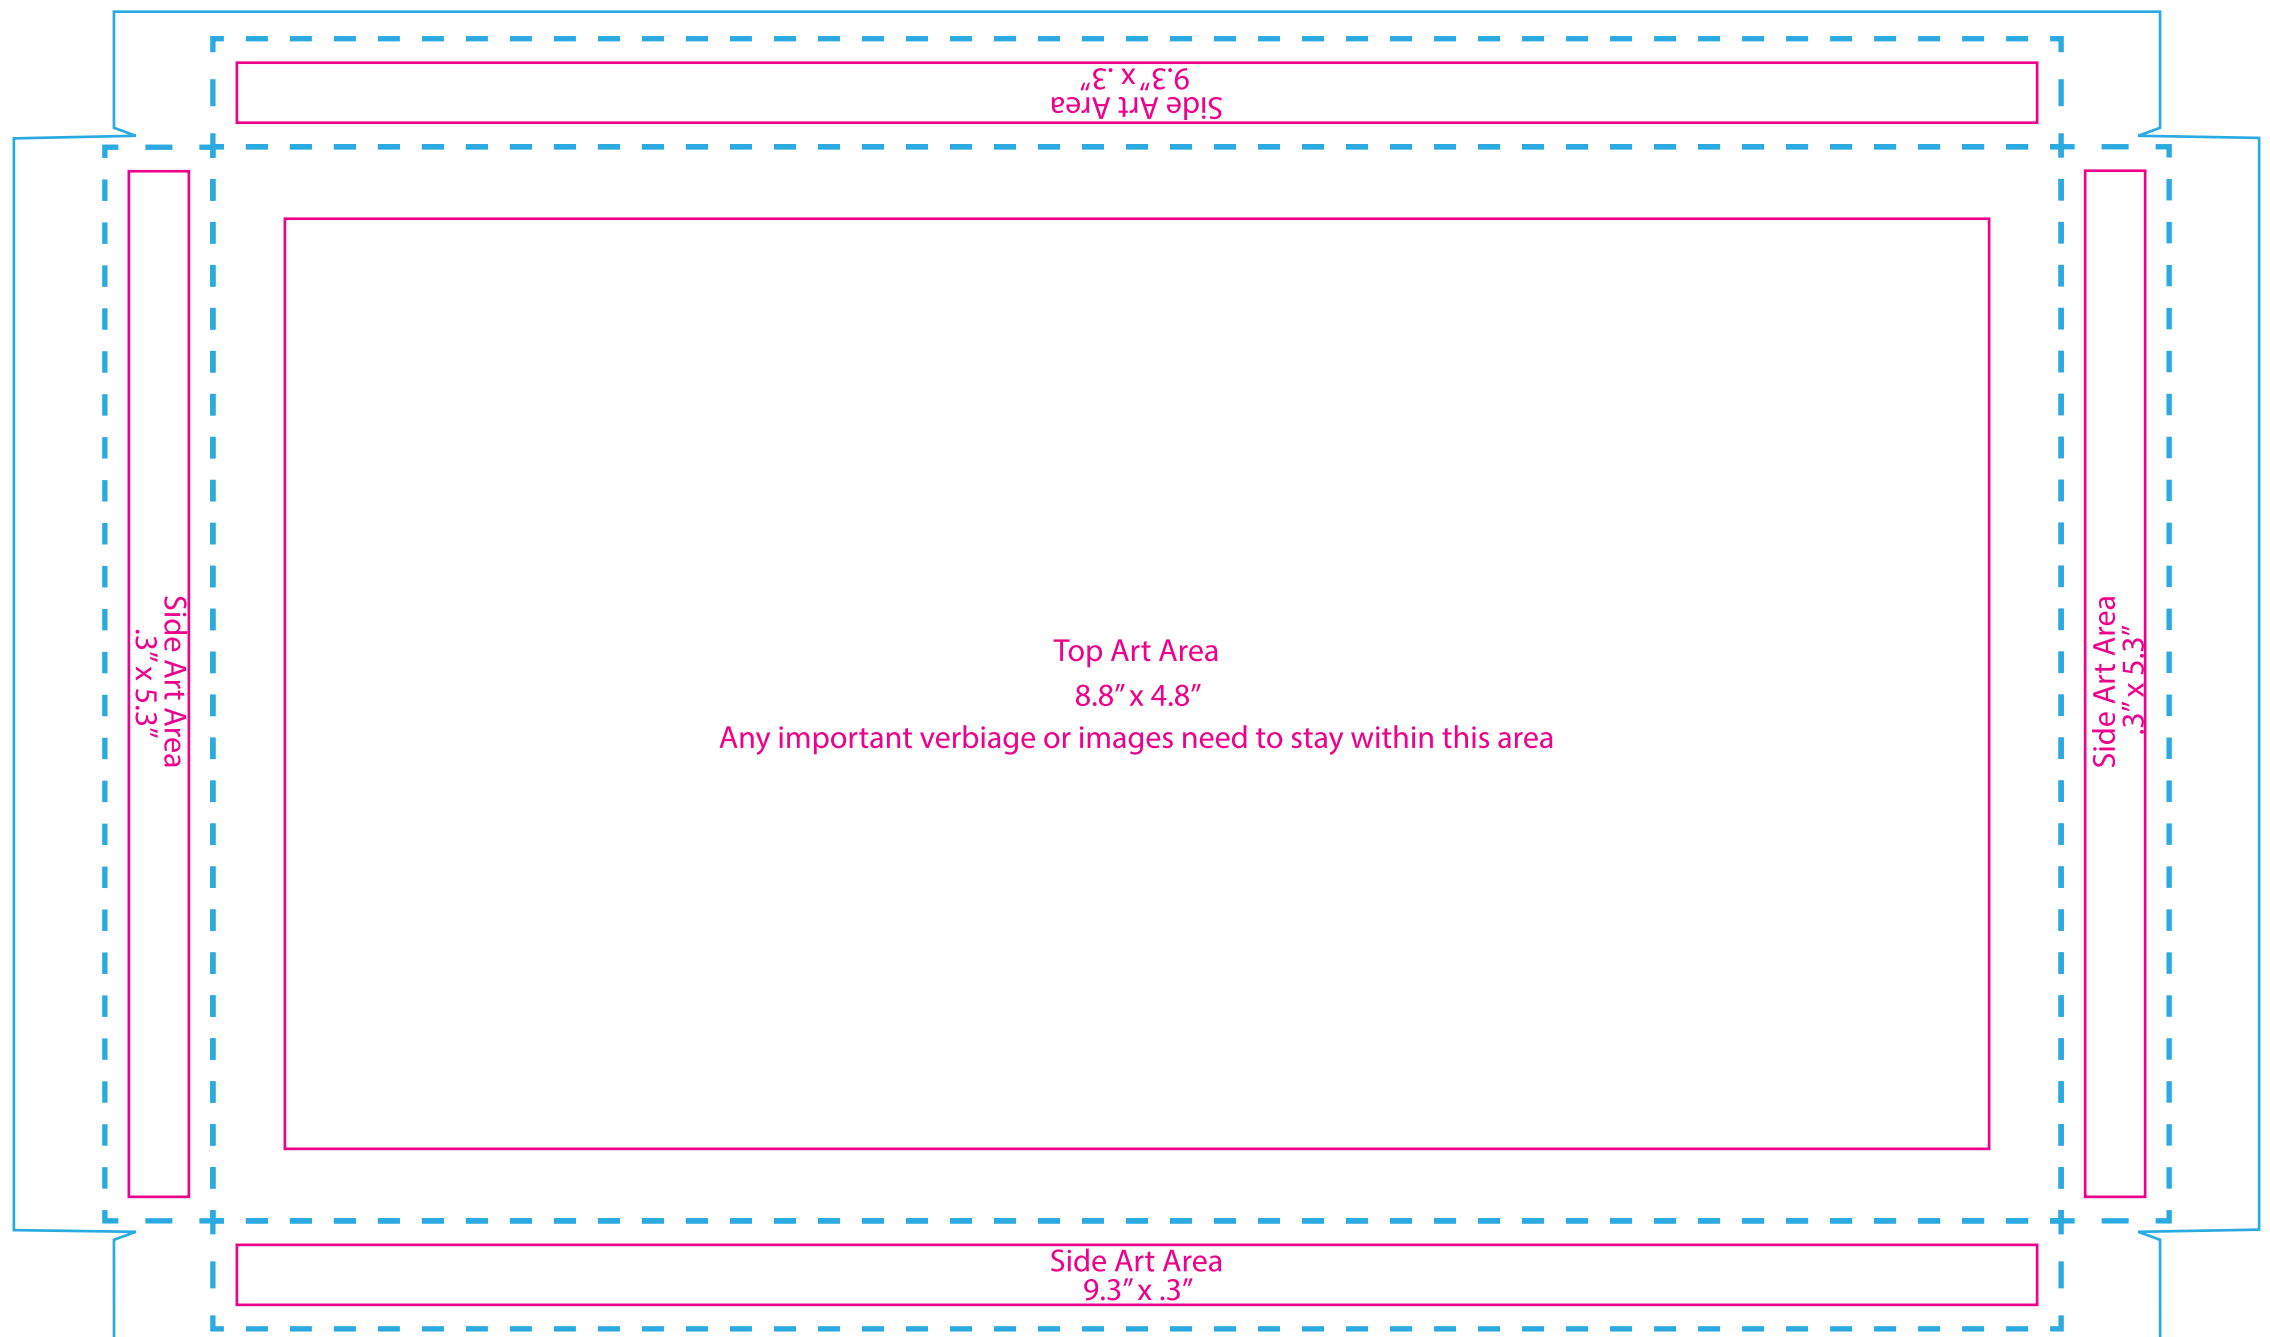 Side Art Area
9.3” x .3”
Side Art Area
.3” x 5.3”
Top Art Area
8.8” x 4.8”
Any important verbiage or images need to stay within this area
Side Art Area
.3” x 5.3”
Side Art Area
9.3” x .3”